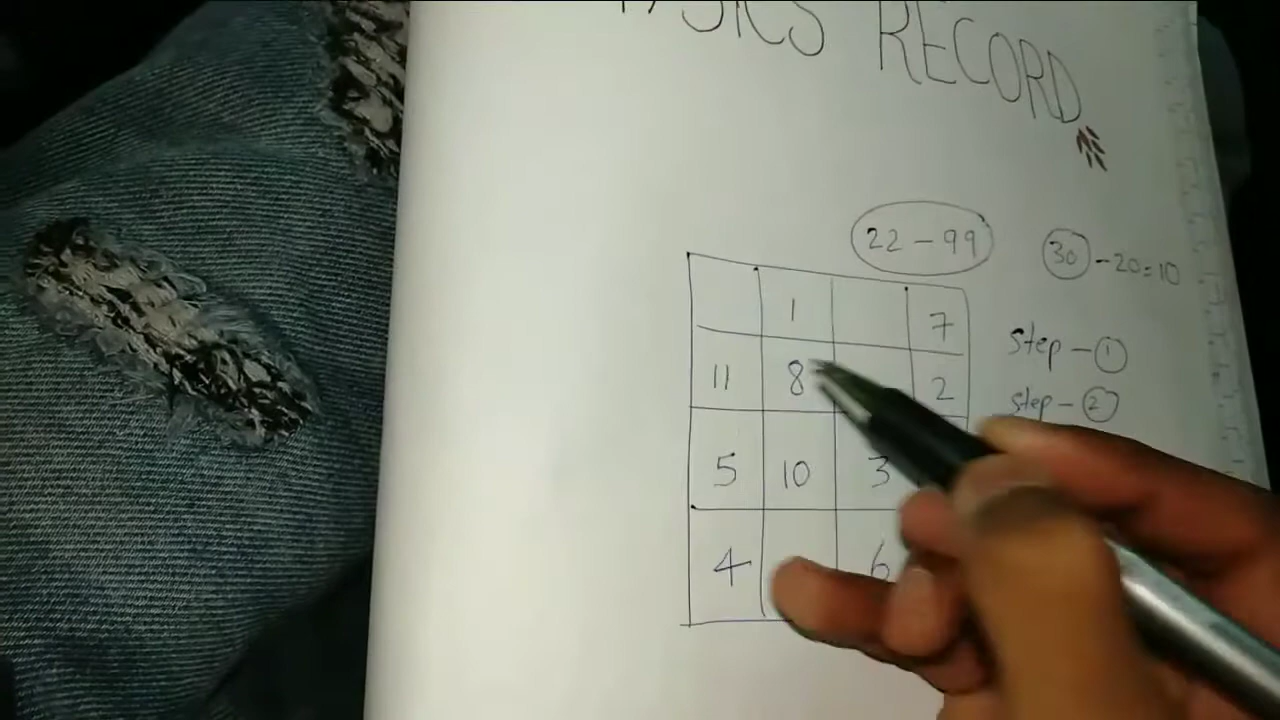 RECORD
22 - 99
30 - 20 = 10
1 7
11 8 2
5 10 3
4 6
step - 1
step - 2